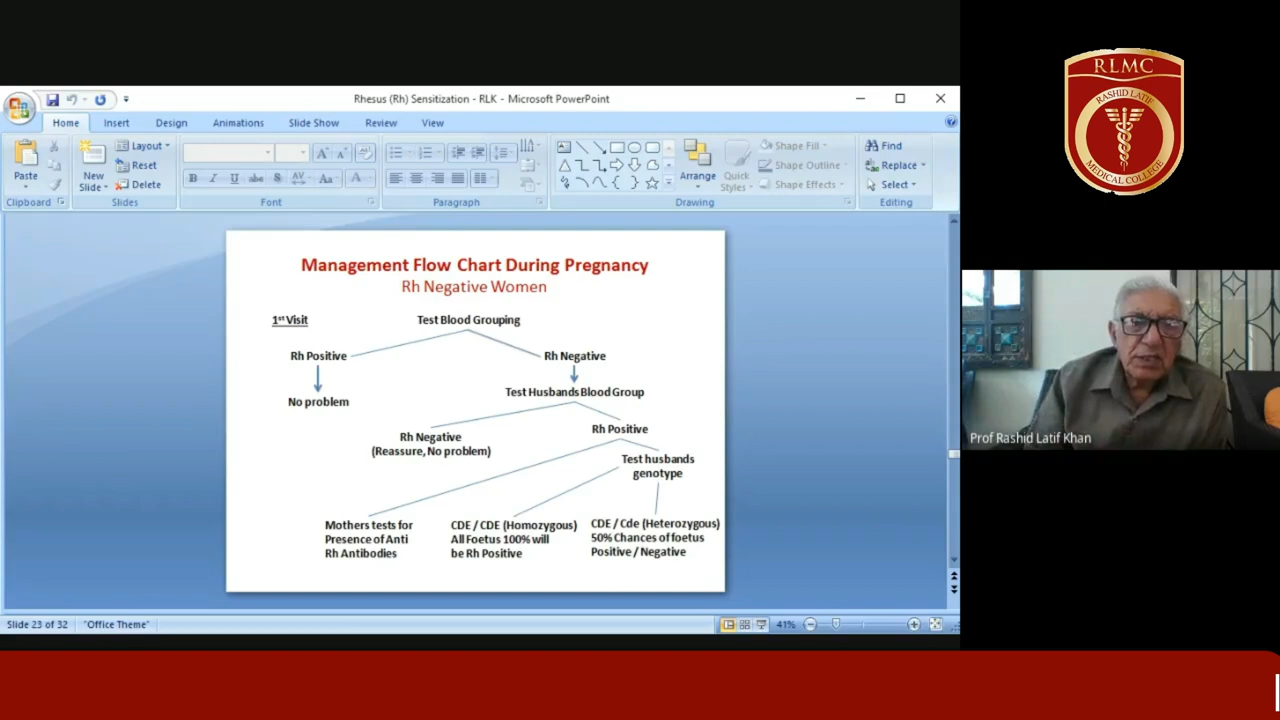 RLMC
RASHID LATIF
MEDICAL COLLEGE
Rhesus (Rh) Sensitization - RLK - Microsoft PowerPoint
Home Insert Design Animations Slide Show Review View
Paste
Clipboard
New Slide
Layout
Reset
Delete
Slides
B I U abc S AV Aa A
Font
Paragraph
Arrange
Quick Styles
Shape Fill
Shape Outline
Shape Effects
Drawing
Find
Replace
Select
Editing
Management Flow Chart During Pregnancy
Rh Negative Women
1st Visit
Test Blood Grouping
Rh Positive
Rh Negative
No problem
Test Husbands Blood Group
Rh Negative
(Reassure, No problem)
Rh Positive
Test husbands
genotype
Mothers tests for
Presence of Anti
Rh Antibodies
CDE / CDE (Homozygous)
All Foetus 100% will
be Rh Positive
CDE / Cde (Heterozygous)
50% Chances of foetus
Positive / Negative
Prof Rashid Latif Khan
Slide 23 of 32 "Office Theme" 41%